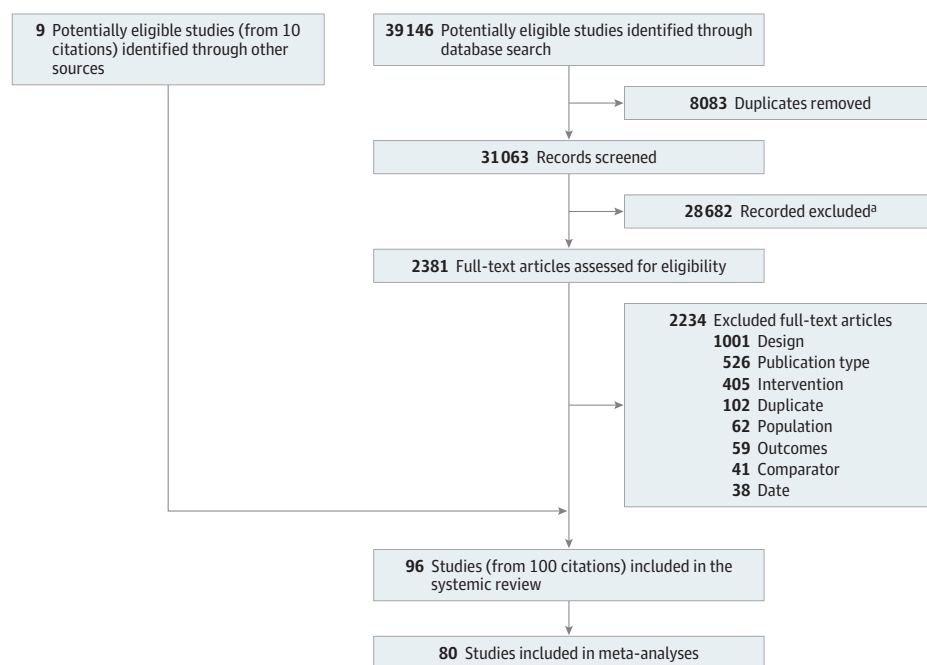 9 Potentially eligible studies (from 10
citations) identified through other
sources
39146 Potentially eligible studies identified through
database search
8083 Duplicates removed
31063 Records screened
28682 Recorded excludedᵃ
2381 Full-text articles assessed for eligibility
2234 Excluded full-text articles
1001 Design
526 Publication type
405 Intervention
102 Duplicate
62 Population
59 Outcomes
41 Comparator
38 Date
96 Studies (from 100 citations) included in the
systemic review
80 Studies included in meta-analyses